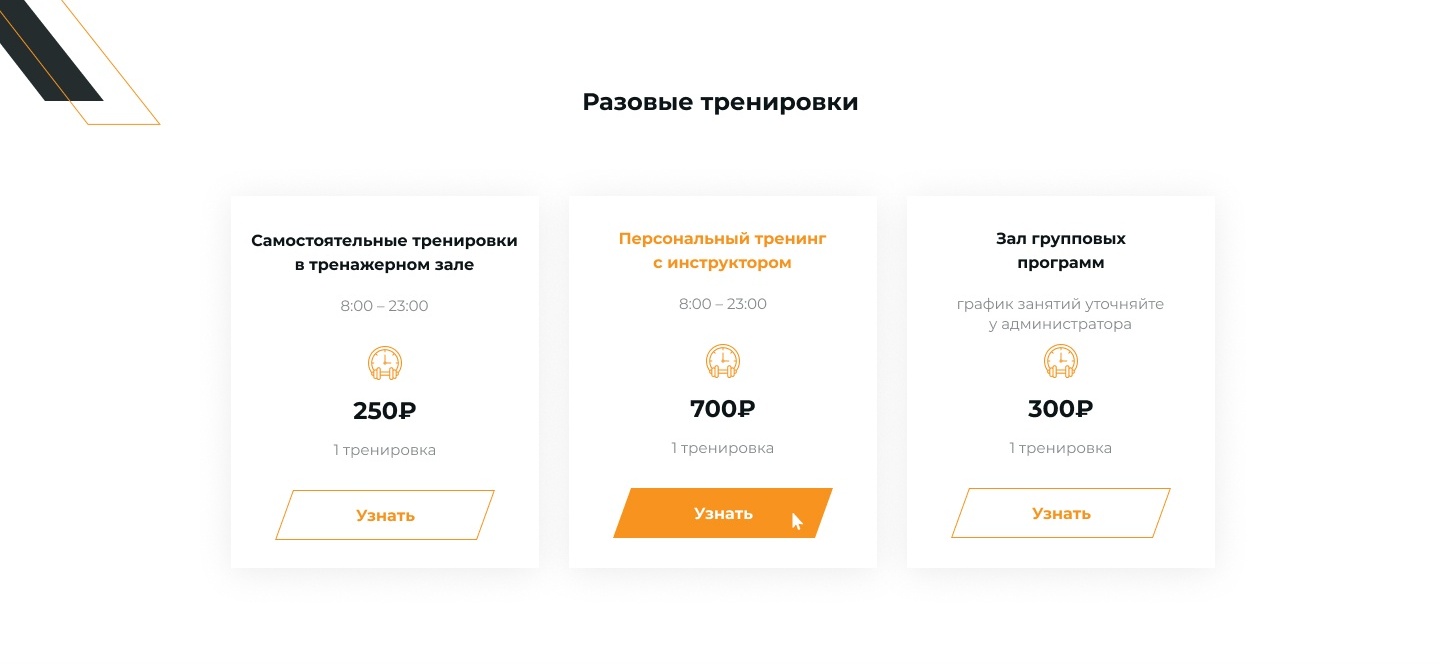 Разовые тренировки
Самостоятельные тренировки
в тренажерном зале
8:00 – 23:00
250₽
1 тренировка
Узнать
Персональный тренинг
с инструктором
8:00 – 23:00
700₽
1 тренировка
Узнать
Зал групповых
программ
график занятий уточняйте
у администратора
300₽
1 тренировка
Узнать